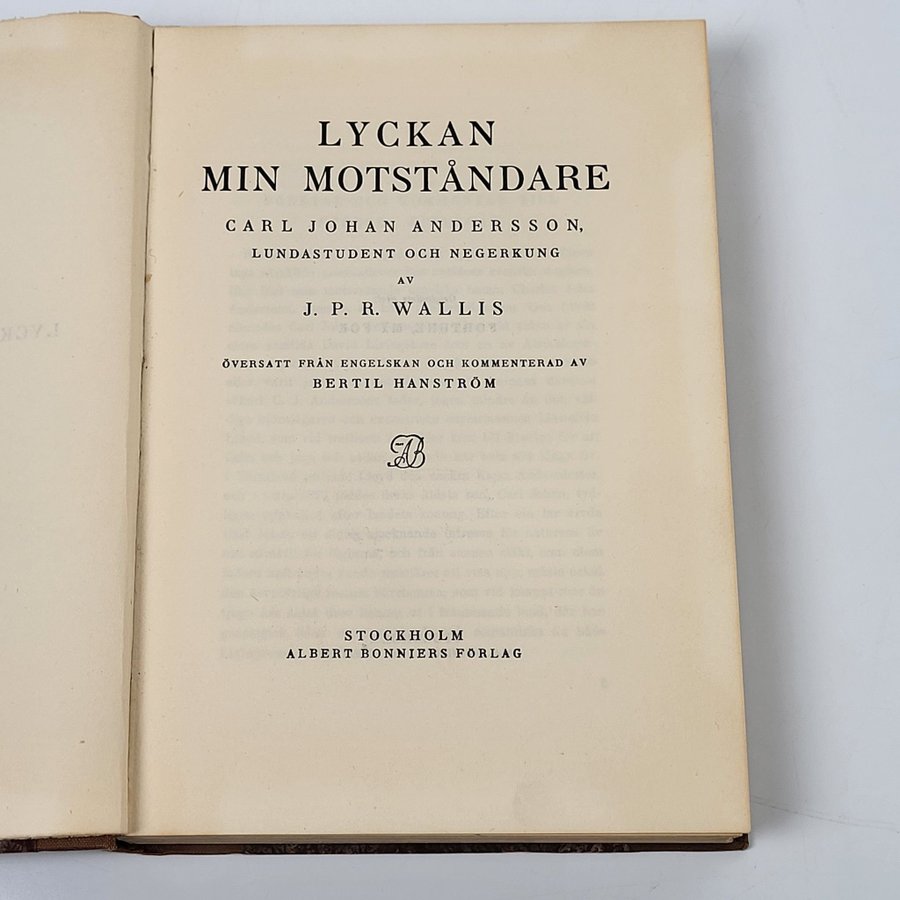 LYCKAN
MIN MOTSTÅNDARE
CARL JOHAN ANDERSSON,
LUNDASTUDENT OCH NEGERKUNG
AV
J. P. R. WALLIS
ÖVERSATT FRÅN ENGELSKAN OCH KOMMENTERAD AV
BERTIL HANSTRÖM
AB
STOCKHOLM
ALBERT BONNIERS FÖRLAG